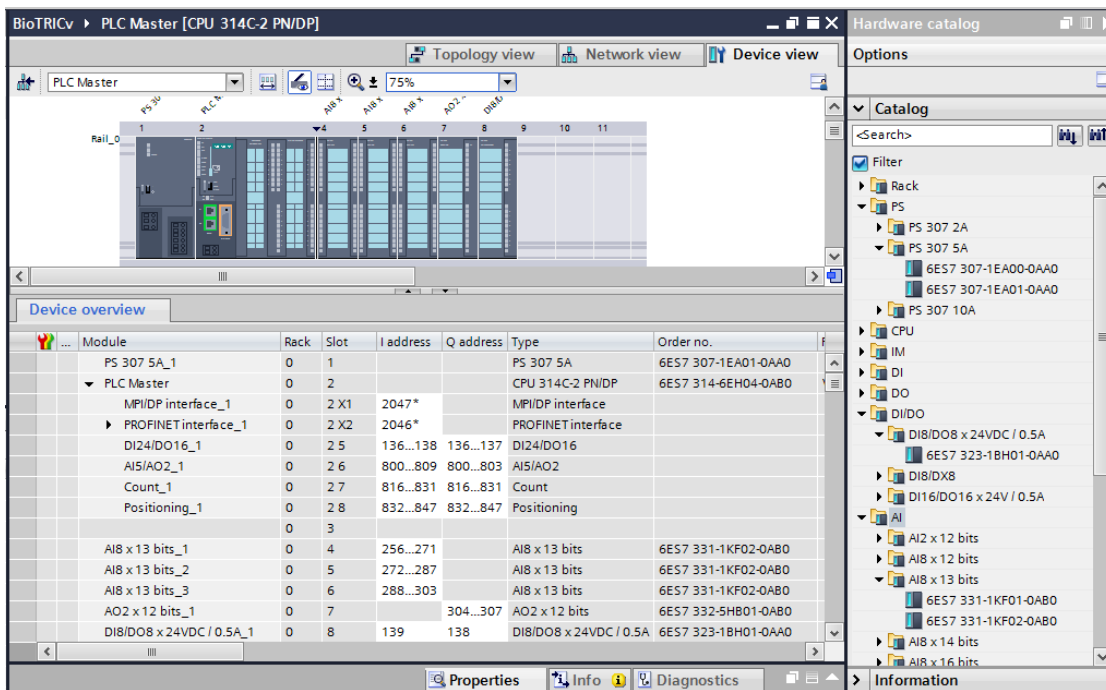 BioTRICv ▸ PLC Master [CPU 314C-2 PN/DP]
Topology view Network view Device view
PLC Master 75%
PS 30 PLC AI8 x AI8 x AI8 x AO2 DI8/D
1 2 4 5 6 7 8 9 10 11
Rail_0
Device overview
... Module Rack Slot I address Q address Type Order no. F
PS 307 5A_1 0 1 PS 307 5A 6ES7 307-1EA01-0AA0
PLC Master 0 2 CPU 314C-2 PN/DP 6ES7 314-6EH04-0AB0 V
MPI/DP interface_1 0 2 X1 2047* MPI/DP interface
PROFINET interface_1 0 2 X2 2046* PROFINET interface
DI24/DO16_1 0 2 5 136...138 136...137 DI24/DO16
AI5/AO2_1 0 2 6 800...809 800...803 AI5/AO2
Count_1 0 2 7 816...831 816...831 Count
Positioning_1 0 2 8 832...847 832...847 Positioning
0 3
AI8 x 13 bits_1 0 4 256...271 AI8 x 13 bits 6ES7 331-1KF02-0AB0
AI8 x 13 bits_2 0 5 272...287 AI8 x 13 bits 6ES7 331-1KF02-0AB0
AI8 x 13 bits_3 0 6 288...303 AI8 x 13 bits 6ES7 331-1KF02-0AB0
AO2 x 12 bits_1 0 7 304...307 AO2 x 12 bits 6ES7 332-5HB01-0AB0
DI8/DO8 x 24VDC / 0.5A_1 0 8 139 138 DI8/DO8 x 24VDC / 0.5A 6ES7 323-1BH01-0AA0
Properties Info Diagnostics
Hardware catalog
Options
Catalog
<Search>
Filter
Rack
PS
PS 307 2A
PS 307 5A
6ES7 307-1EA00-0AA0
6ES7 307-1EA01-0AA0
PS 307 10A
CPU
IM
DI
DO
DI/DO
DI8/DO8 x 24VDC / 0.5A
6ES7 323-1BH01-0AA0
DI8/DX8
DI16/DO16 x 24V / 0.5A
AI
AI2 x 12 bits
AI8 x 12 bits
AI8 x 13 bits
6ES7 331-1KF01-0AB0
6ES7 331-1KF02-0AB0
AI8 x 14 bits
AI8 x 16 bits
Information